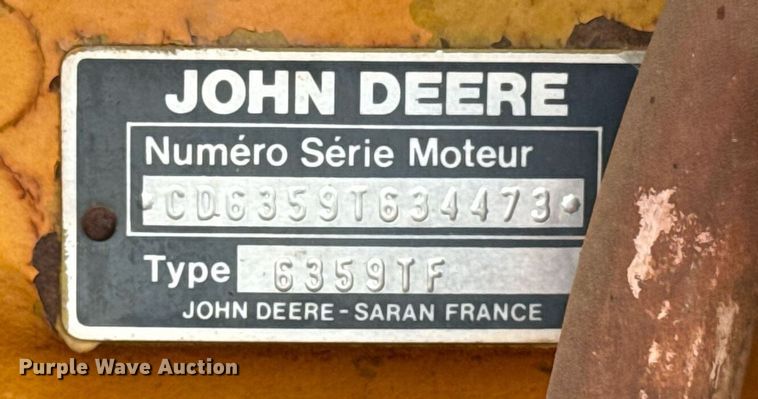 JOHN DEERE
Numéro Série Moteur
*CD6359T634473*
Type 6359TF
JOHN DEERE - SARAN FRANCE
Purple Wave Auction